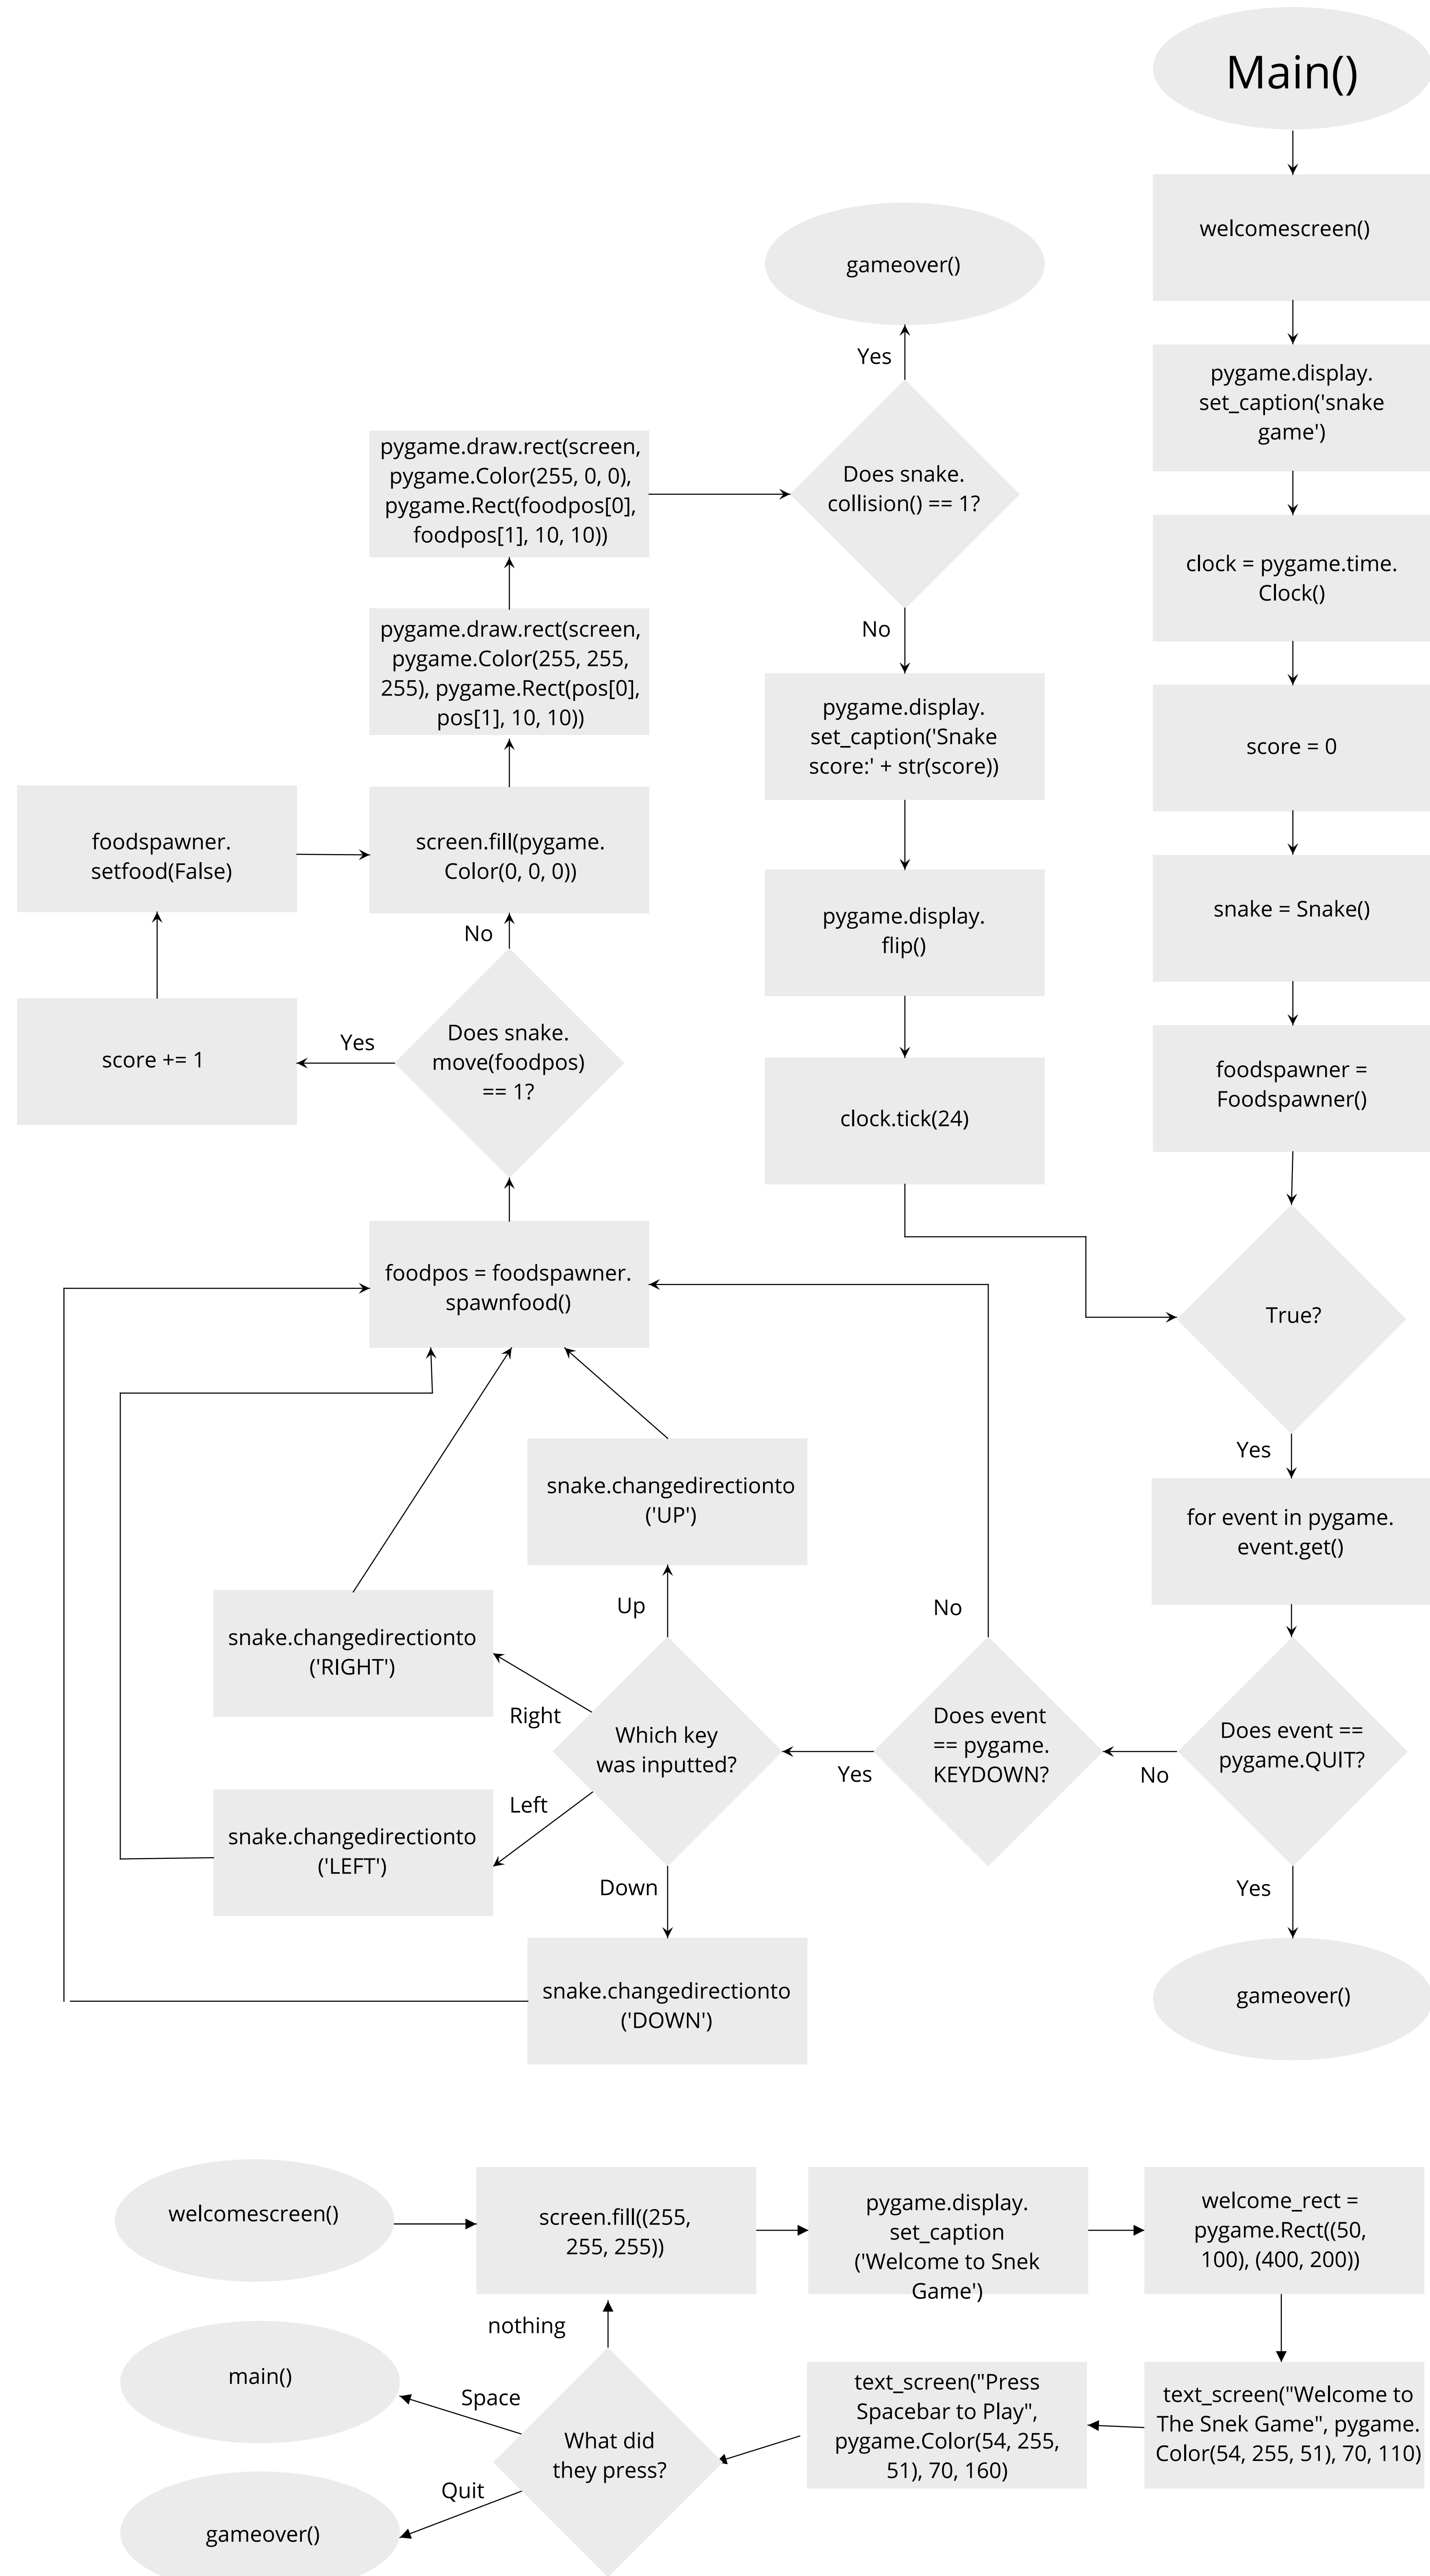 Main()
welcomescreen()
pygame.display.
set_caption('snake
game')
clock = pygame.time.
Clock()
score = 0
snake = Snake()
foodspawner =
Foodspawner()
True?
Yes
for event in pygame.
event.get()
Does event ==
pygame.QUIT?
Yes
gameover()
No
Does event
== pygame.
KEYDOWN?
No
Yes
Which key
was inputted?
Up
snake.changedirectionto
('UP')
Right
snake.changedirectionto
('RIGHT')
Left
snake.changedirectionto
('LEFT')
Down
snake.changedirectionto
('DOWN')
foodpos = foodspawner.
spawnfood()
Does snake.
move(foodpos)
== 1?
Yes
score += 1
foodspawner.
setfood(False)
No
screen.fill(pygame.
Color(0, 0, 0))
pygame.draw.rect(screen,
pygame.Color(255, 255,
255), pygame.Rect(pos[0],
pos[1], 10, 10))
pygame.draw.rect(screen,
pygame.Color(255, 0, 0),
pygame.Rect(foodpos[0],
foodpos[1], 10, 10))
Does snake.
collision() == 1?
Yes
gameover()
No
pygame.display.
set_caption('Snake
score:' + str(score))
pygame.display.
flip()
clock.tick(24)
welcomescreen()
screen.fill((255,
255, 255))
pygame.display.
set_caption
('Welcome to Snek
Game')
welcome_rect =
pygame.Rect((50,
100), (400, 200))
text_screen("Welcome to
The Snek Game", pygame.
Color(54, 255, 51), 70, 110)
text_screen("Press
Spacebar to Play",
pygame.Color(54, 255,
51), 70, 160)
What did
they press?
nothing
Space
main()
Quit
gameover()